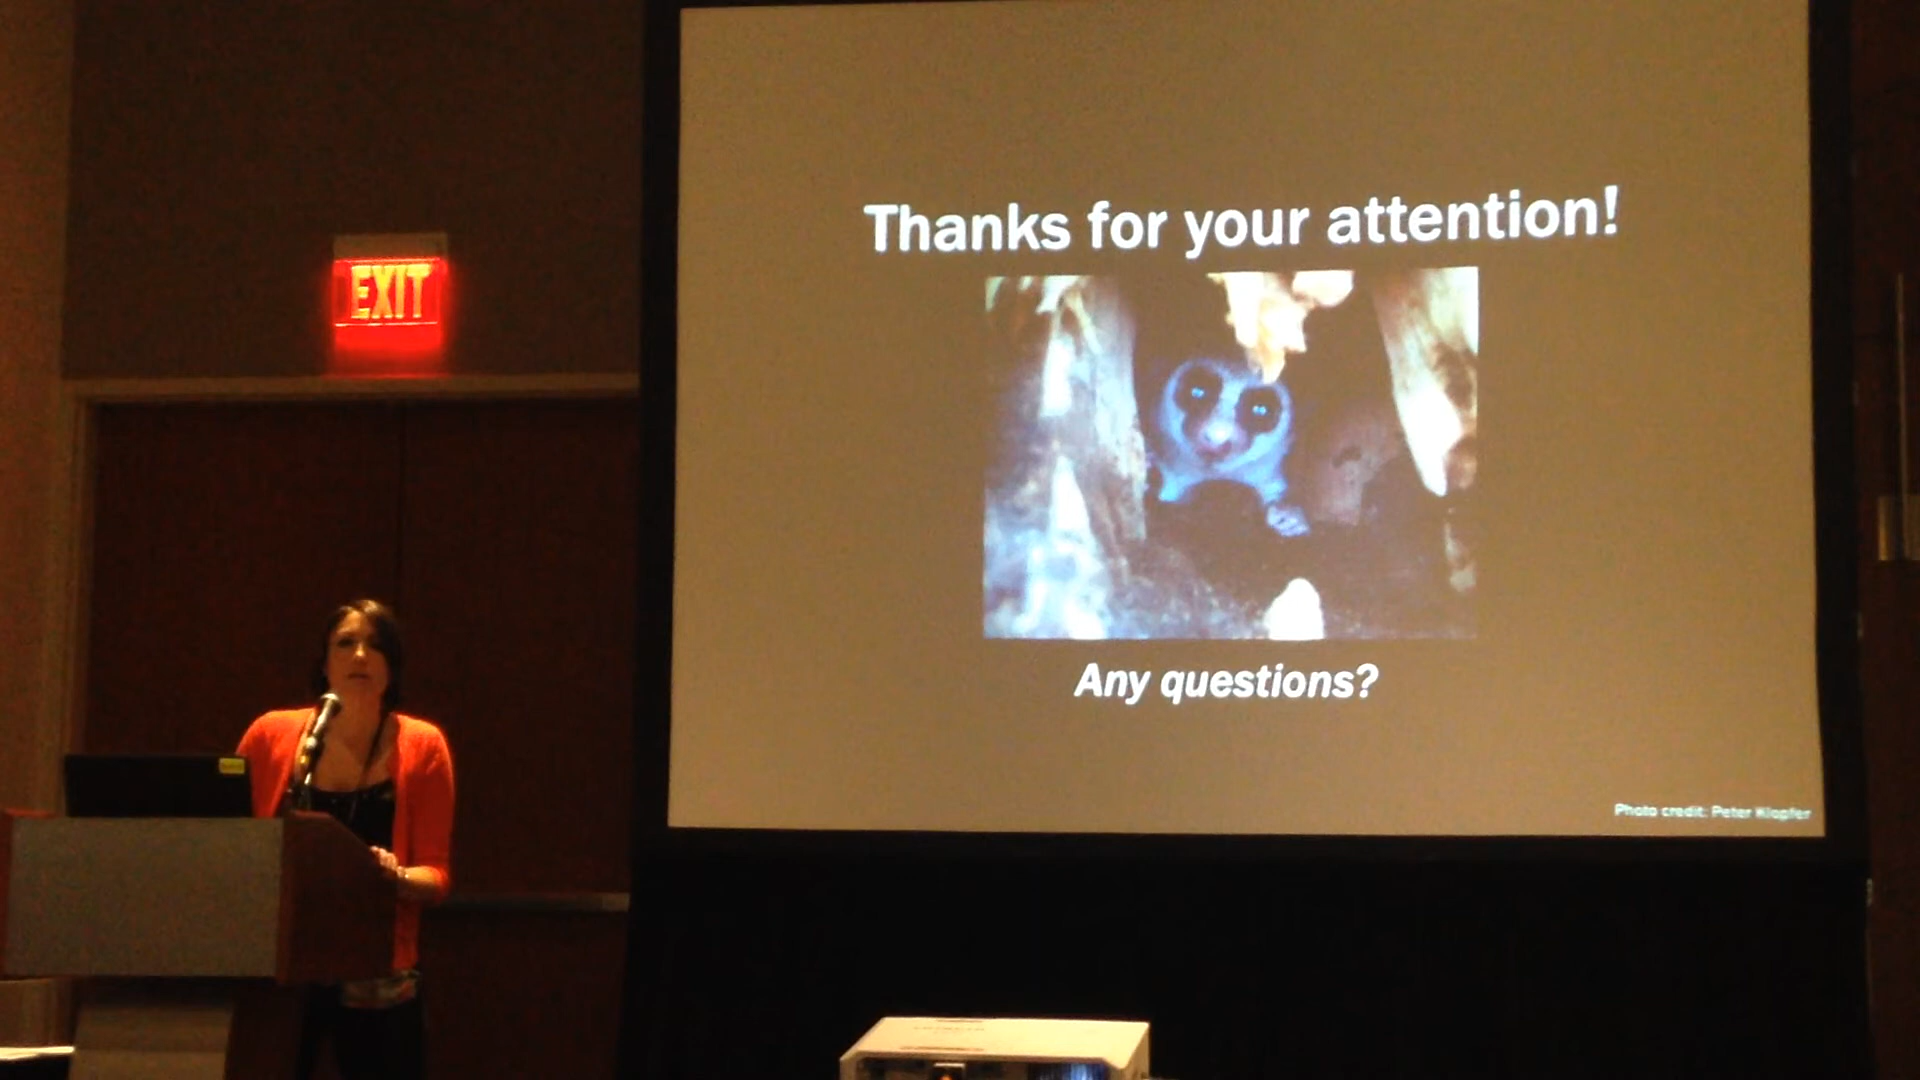 EXIT
Thanks for your attention!
Any questions?
Photo credit: Peter Klopfer